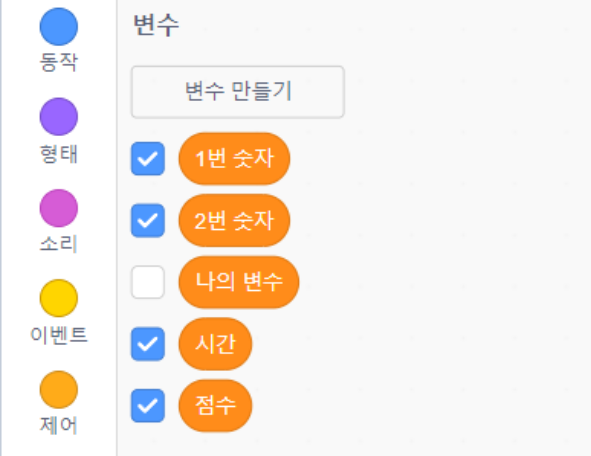 동작
형태
소리
이벤트
제어
변수
변수 만들기
1번 숫자
2번 숫자
나의 변수
시간
점수